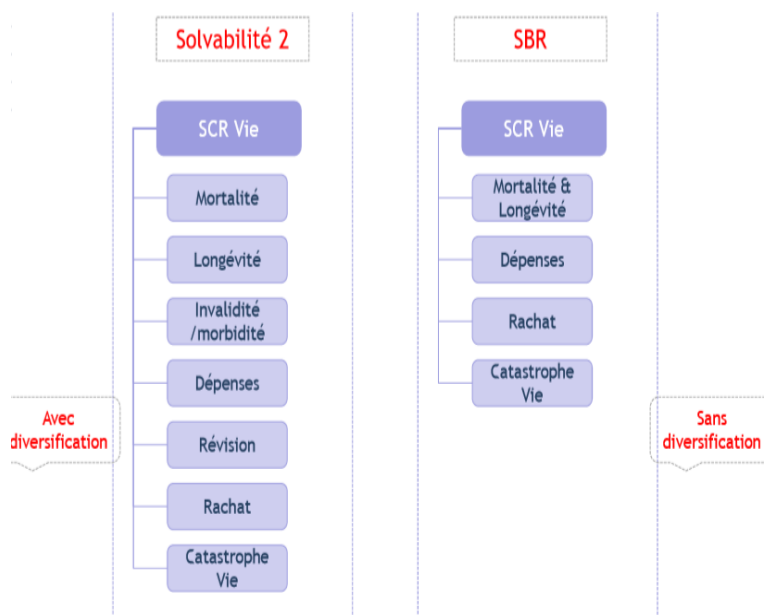 Solvabilité 2
SCR Vie
Mortalité
Longévité
Invalidité
/morbidité
Dépenses
Révision
Rachat
Catastrophe
Vie
Avec
diversification
SBR
SCR Vie
Mortalité &
Longévité
Dépenses
Rachat
Catastrophe
Vie
Sans
diversification